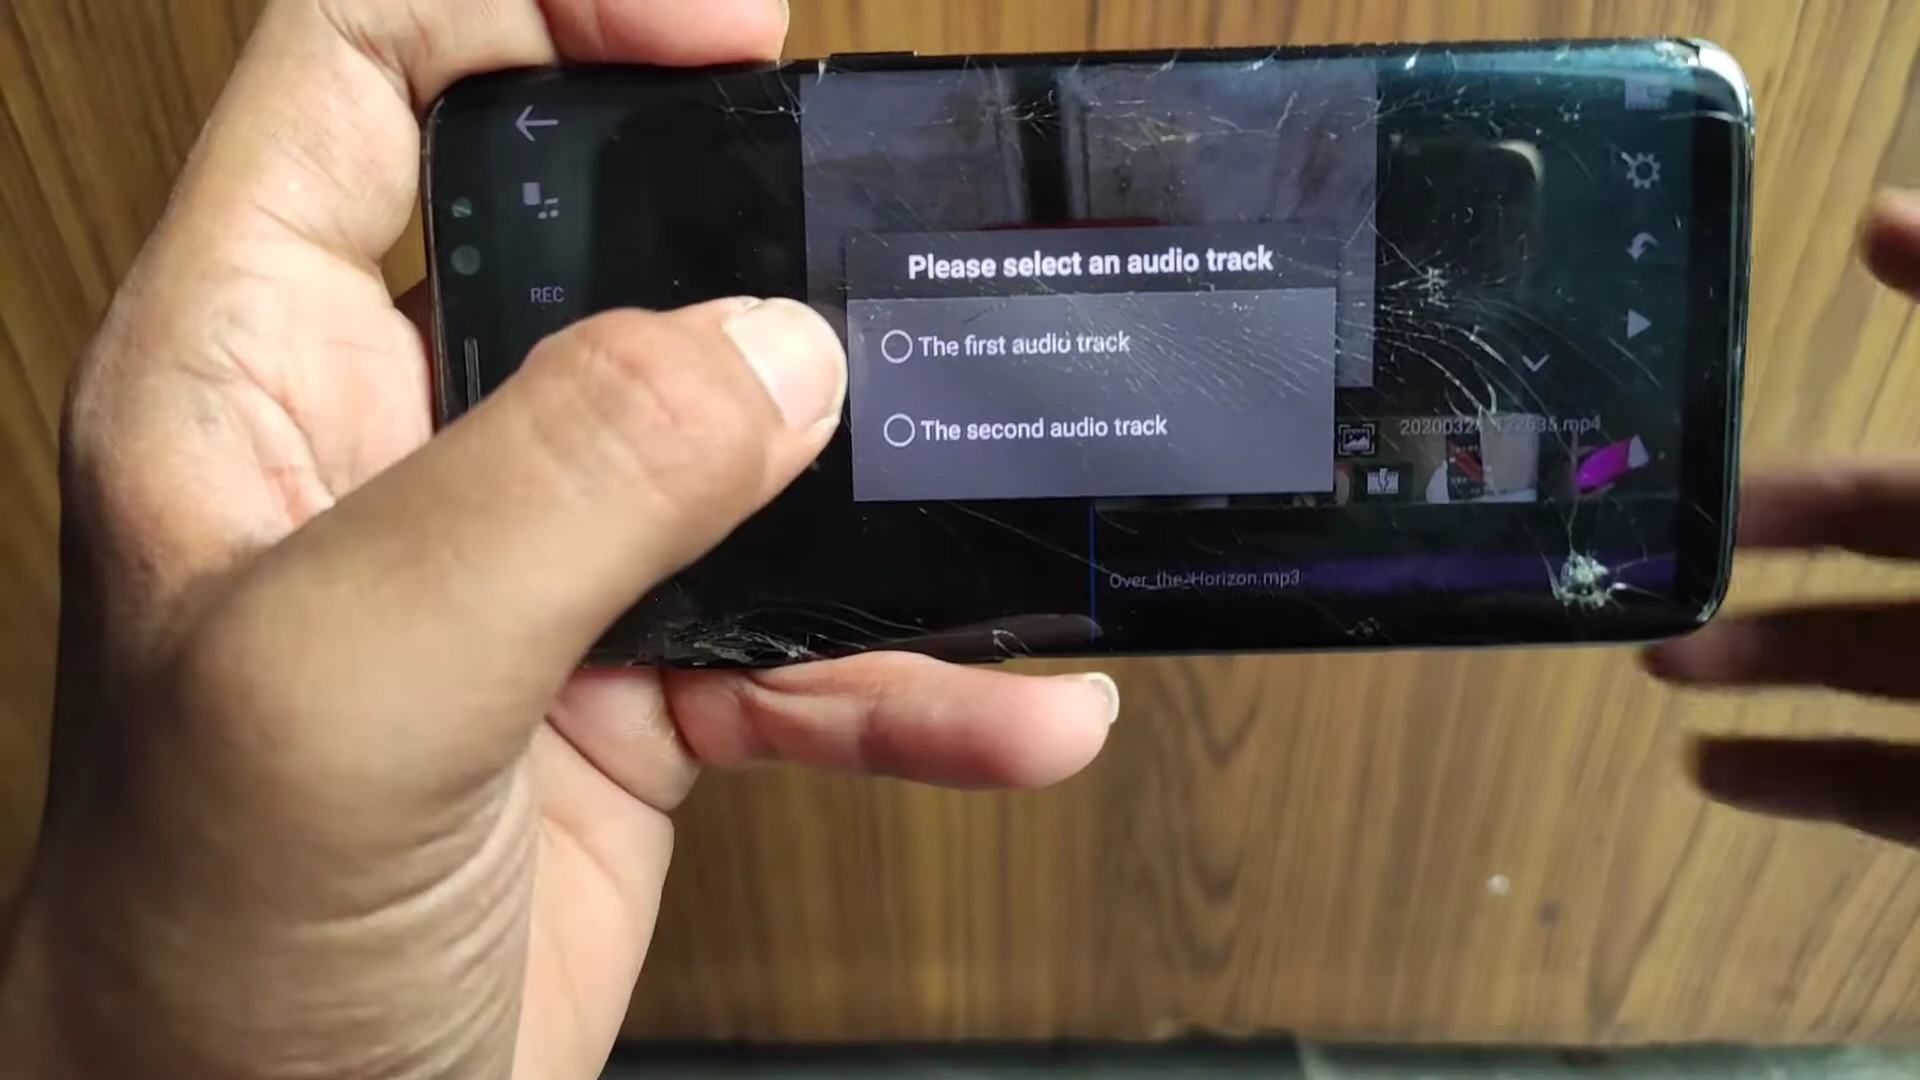 REC
Please select an audio track
The first audio track
The second audio track
Over_the_Horizon.mp3